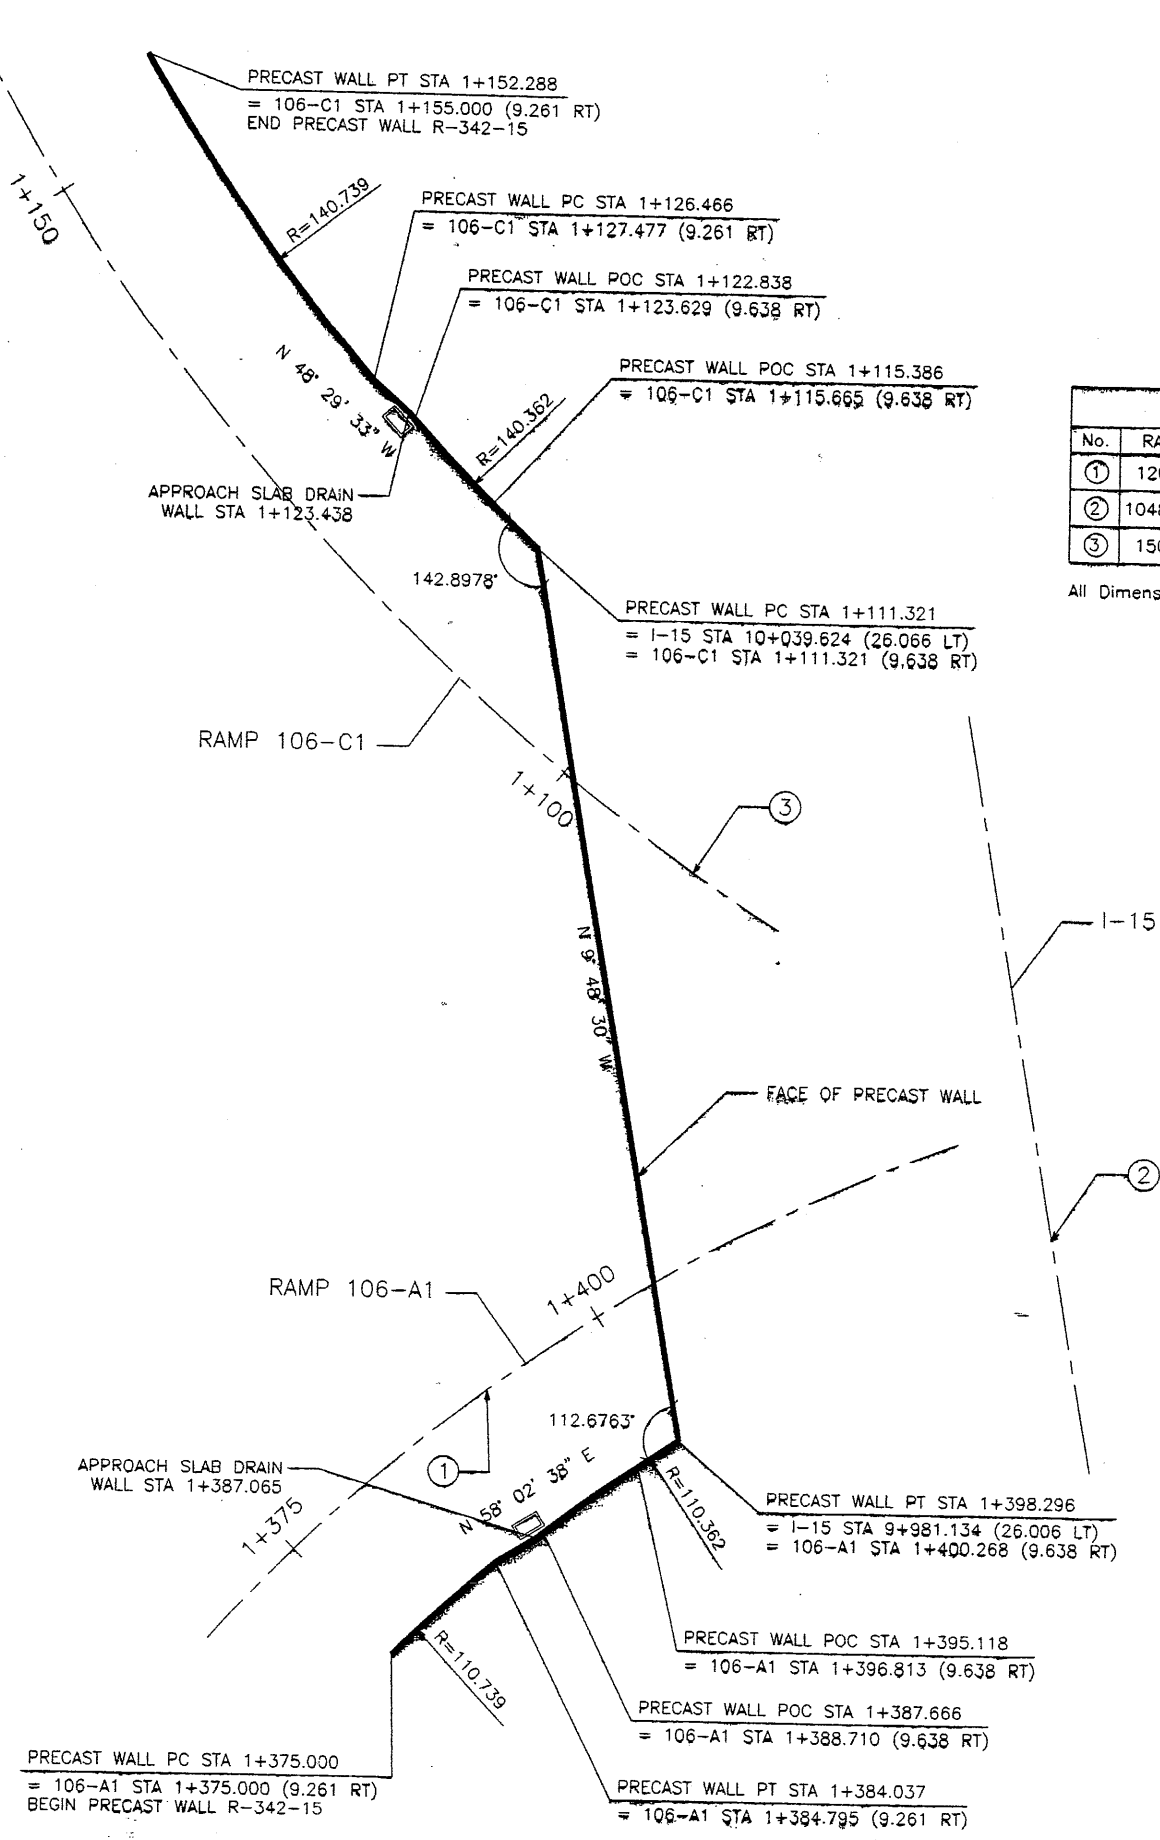 PRECAST WALL PT STA 1+152.288
= 106-C1 STA 1+155.000 (9.261 RT)
END PRECAST WALL R-342-15
1+150
R=140.739
PRECAST WALL PC STA 1+126.466
= 106-C1 STA 1+127.477 (9.261 RT)
PRECAST WALL POC STA 1+122.838
= 106-C1 STA 1+123.629 (9.638 RT)
N 48° 29' 33" W
PRECAST WALL POC STA 1+115.386
= 106-C1 STA 1+115.665 (9.638 RT)
R=140.362
No.
①
②
③
All
APPROACH SLAB DRAIN
WALL STA 1+123.438
142.8978°
PRECAST WALL PC STA 1+111.321
= I-15 STA 10+039.624 (26.066 LT)
= 106-C1 STA 1+111.321 (9.638 RT)
RAMP 106-C1
1+100
③
I-15
N 9° 48' 30" W
FACE OF PRECAST WALL
②
RAMP 106-A1
1+400
112.6763°
APPROACH SLAB DRAIN
WALL STA 1+387.065
①
N 58° 02' 38" E
1+375
R=110.362
PRECAST WALL PT STA 1+398.296
= I-15 STA 9+981.134 (26.006 LT)
= 106-A1 STA 1+400.268 (9.638 RT)
R=110.739
PRECAST WALL POC STA 1+395.118
= 106-A1 STA 1+396.813 (9.638 RT)
PRECAST WALL POC STA 1+387.666
= 106-A1 STA 1+388.710 (9.638 RT)
PRECAST WALL PC STA 1+375.000
= 106-A1 STA 1+375.000 (9.261 RT)
BEGIN PRECAST WALL R-342-15
PRECAST WALL PT STA 1+384.037
= 106-A1 STA 1+384.795 (9.261 RT)